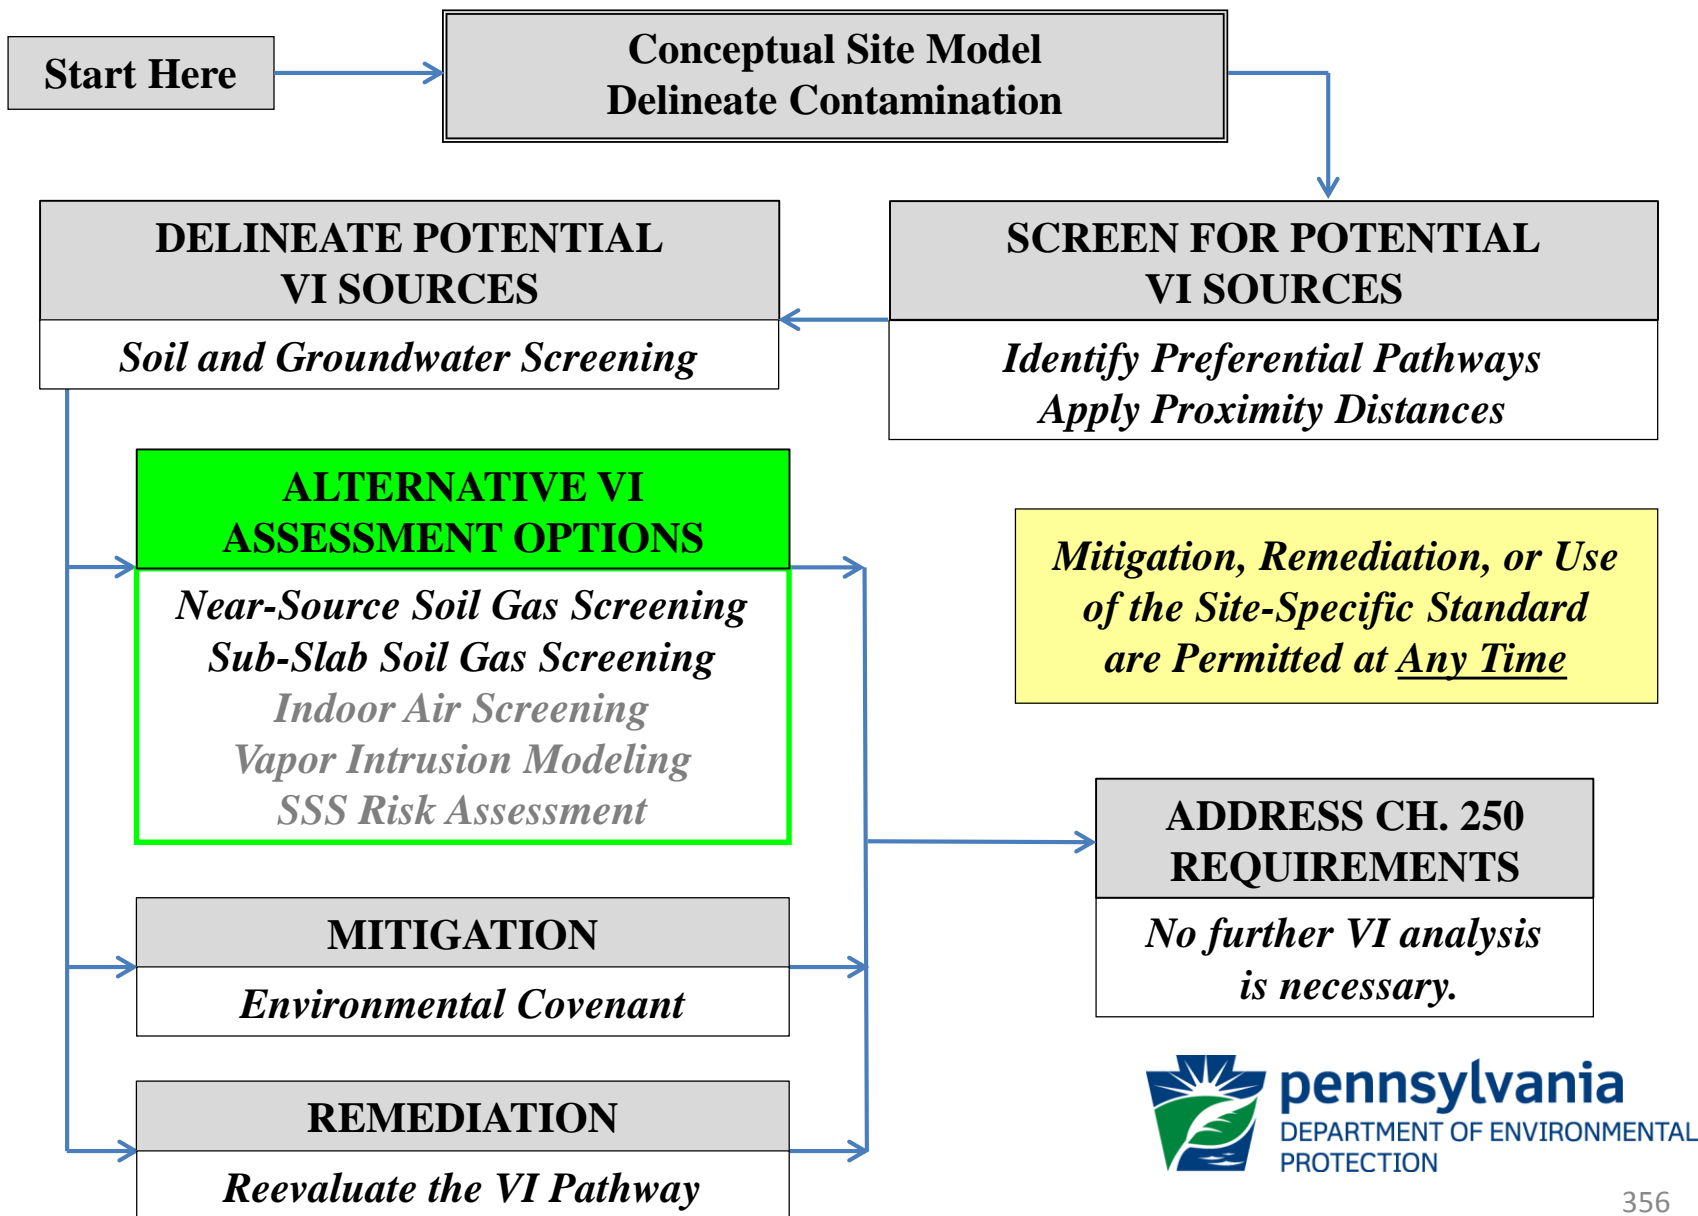 Start Here
Conceptual Site Model
Delineate Contamination
SCREEN FOR POTENTIAL
VI SOURCES
Identify Preferential Pathways
Apply Proximity Distances
DELINEATE POTENTIAL
VI SOURCES
Soil and Groundwater Screening
ALTERNATIVE VI
ASSESSMENT OPTIONS
Near-Source Soil Gas Screening
Sub-Slab Soil Gas Screening
Indoor Air Screening
Vapor Intrusion Modeling
SSS Risk Assessment
Mitigation, Remediation, or Use
of the Site-Specific Standard
are Permitted at Any Time
MITIGATION
Environmental Covenant
REMEDIATION
Reevaluate the VI Pathway
ADDRESS CH. 250
REQUIREMENTS
No further VI analysis
is necessary.
pennsylvania
DEPARTMENT OF ENVIRONMENTAL
PROTECTION
356